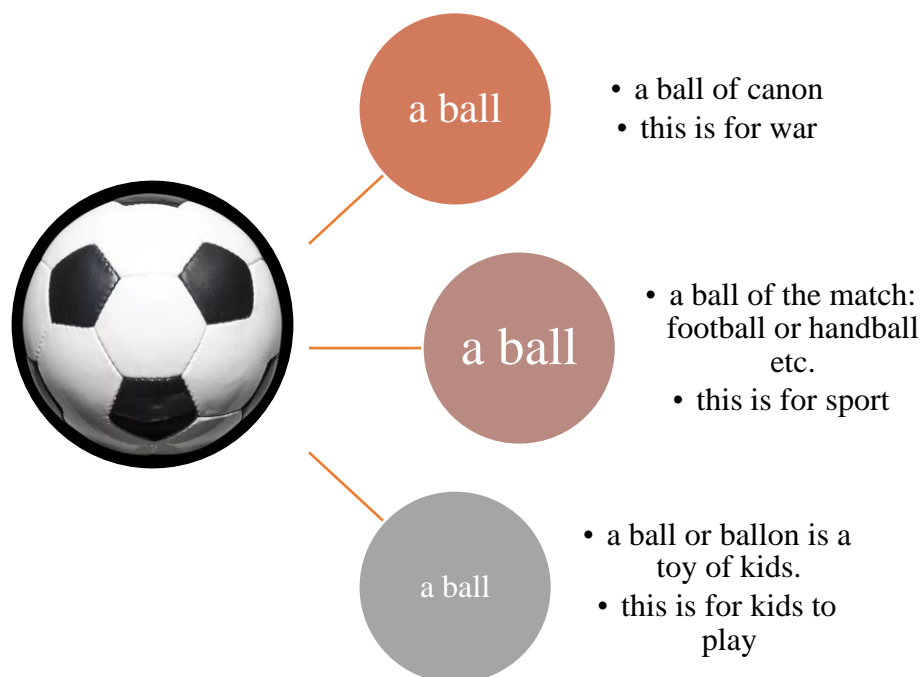 a ball
• a ball of canon
• this is for war
a ball
• a ball of the match:
football or handball
etc.
• this is for sport
a ball
• a ball or ballon is a
toy of kids.
• this is for kids to
play